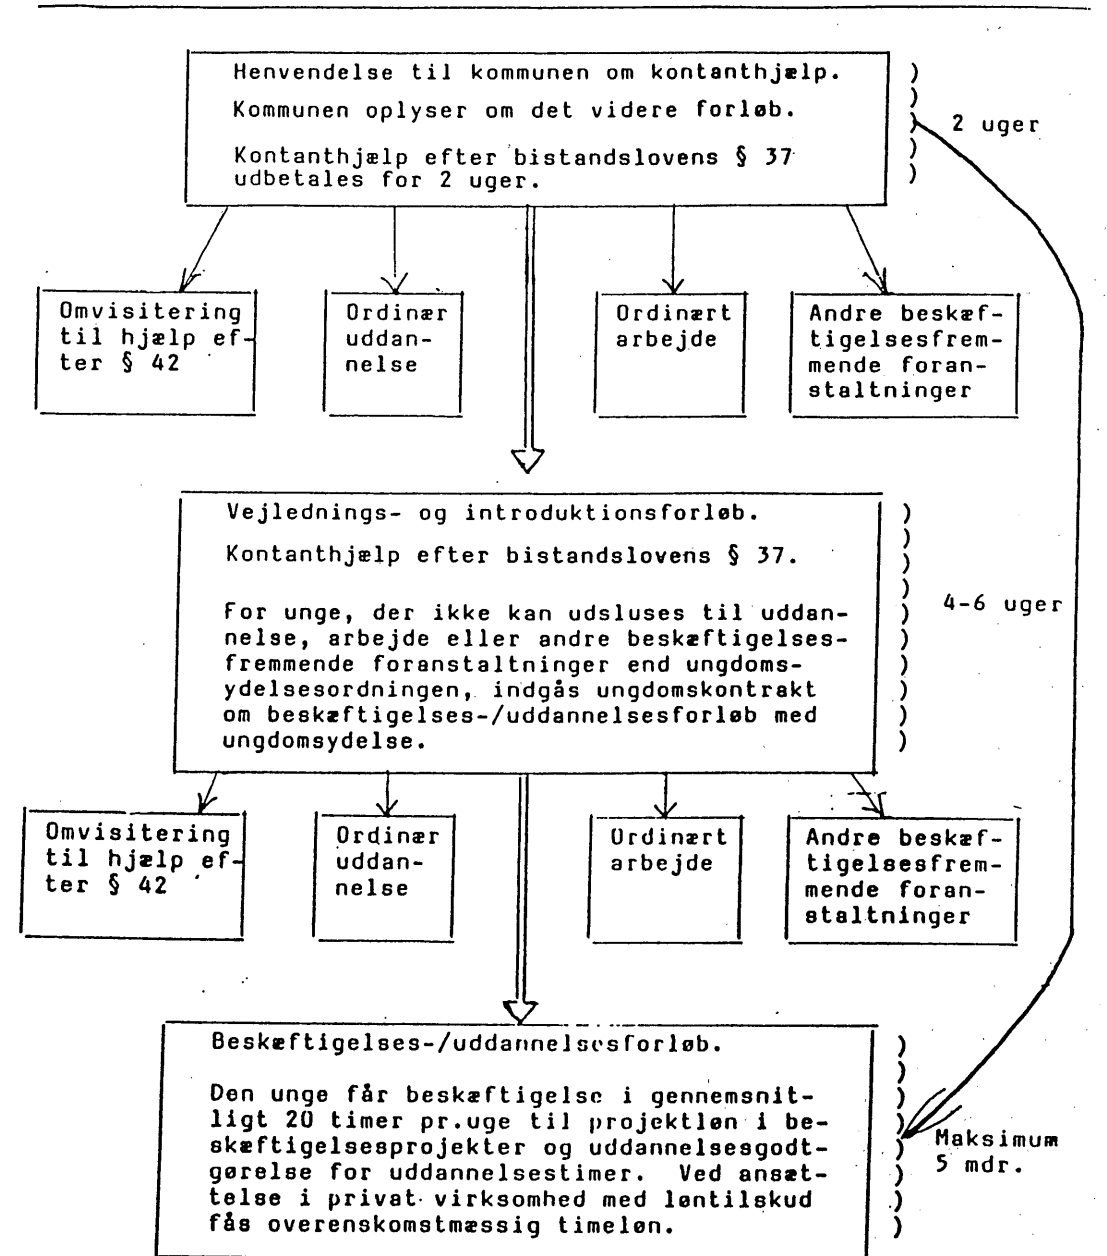 Henvendelse til kommunen om kontanthjælp.
Kommunen oplyser om det videre forløb.
Kontanthjælp efter bistandslovens § 37
udbetales for 2 uger.
2 uger
Omvisitering
til hjælp ef-
ter § 42
Ordinær
uddan-
nelse
Ordinært
arbejde
Andre beskæf-
tigelsesfrem-
mende foran-
staltninger
Vejlednings- og introduktionsforløb.
Kontanthjælp efter bistandslovens § 37.
For unge, der ikke kan udsluses til uddan-
nelse, arbejde eller andre beskæftigelses-
fremmende foranstaltninger end ungdoms-
ydelsesordningen, indgås ungdomskontrakt
om beskæftigelses-/uddannelsesforløb med
ungdomsydelse.
4-6 uger
Omvisitering
til hjælp ef-
ter § 42
Ordinær
uddan-
nelse
Ordinært
arbejde
Andre beskæf-
tigelsesfrem-
mende foran-
staltninger
Beskæftigelses-/uddannelsesforløb.
Den unge får beskæftigelse i gennemsnit-
ligt 20 timer pr.uge til projektløn i be-
skæftigelsesprojekter og uddannelsesgodt-
gørelse for uddannelsestimer. Ved ansæt-
telse i privat virksomhed med løntilskud
fås overenskomstmæssig timeløn.
Maksimum
5 mdr.